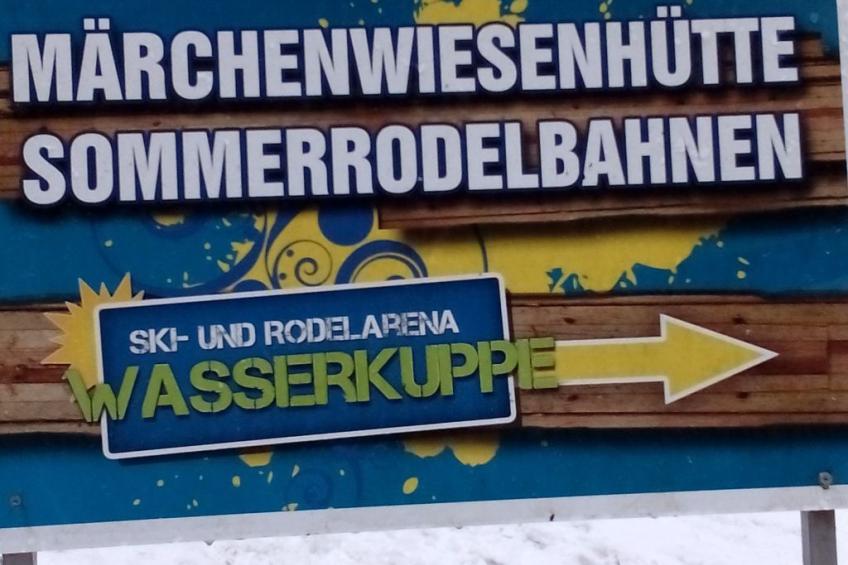 MÄRCHENWIESENHÜTTE
SOMMERRODELBAHNEN
SKI- UND RODELARENA
WASSERKUPPE